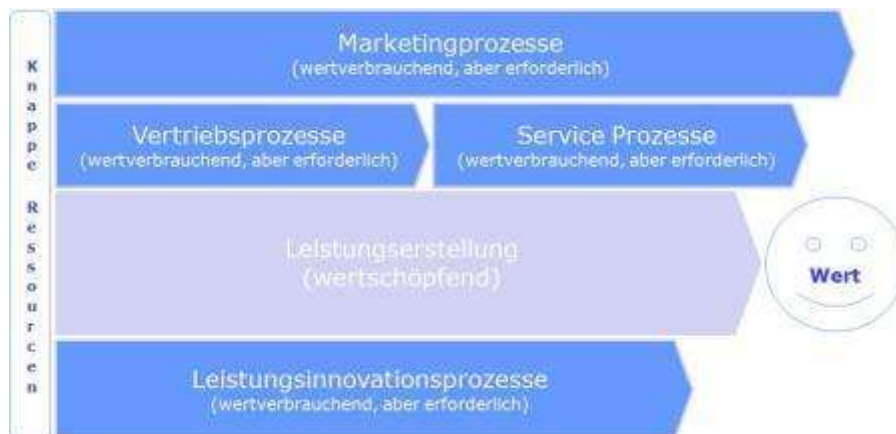 Knappe Ressourcen
Marketingprozesse
(wertverbrauchend, aber erforderlich)
Vertriebsprozesse
(wertverbrauchend, aber erforderlich)
Service Prozesse
(wertverbrauchend, aber erforderlich)
Leistungserstellung
(wertschöpfend)
Wert
Leistungsinnovationsprozesse
(wertverbrauchend, aber erforderlich)